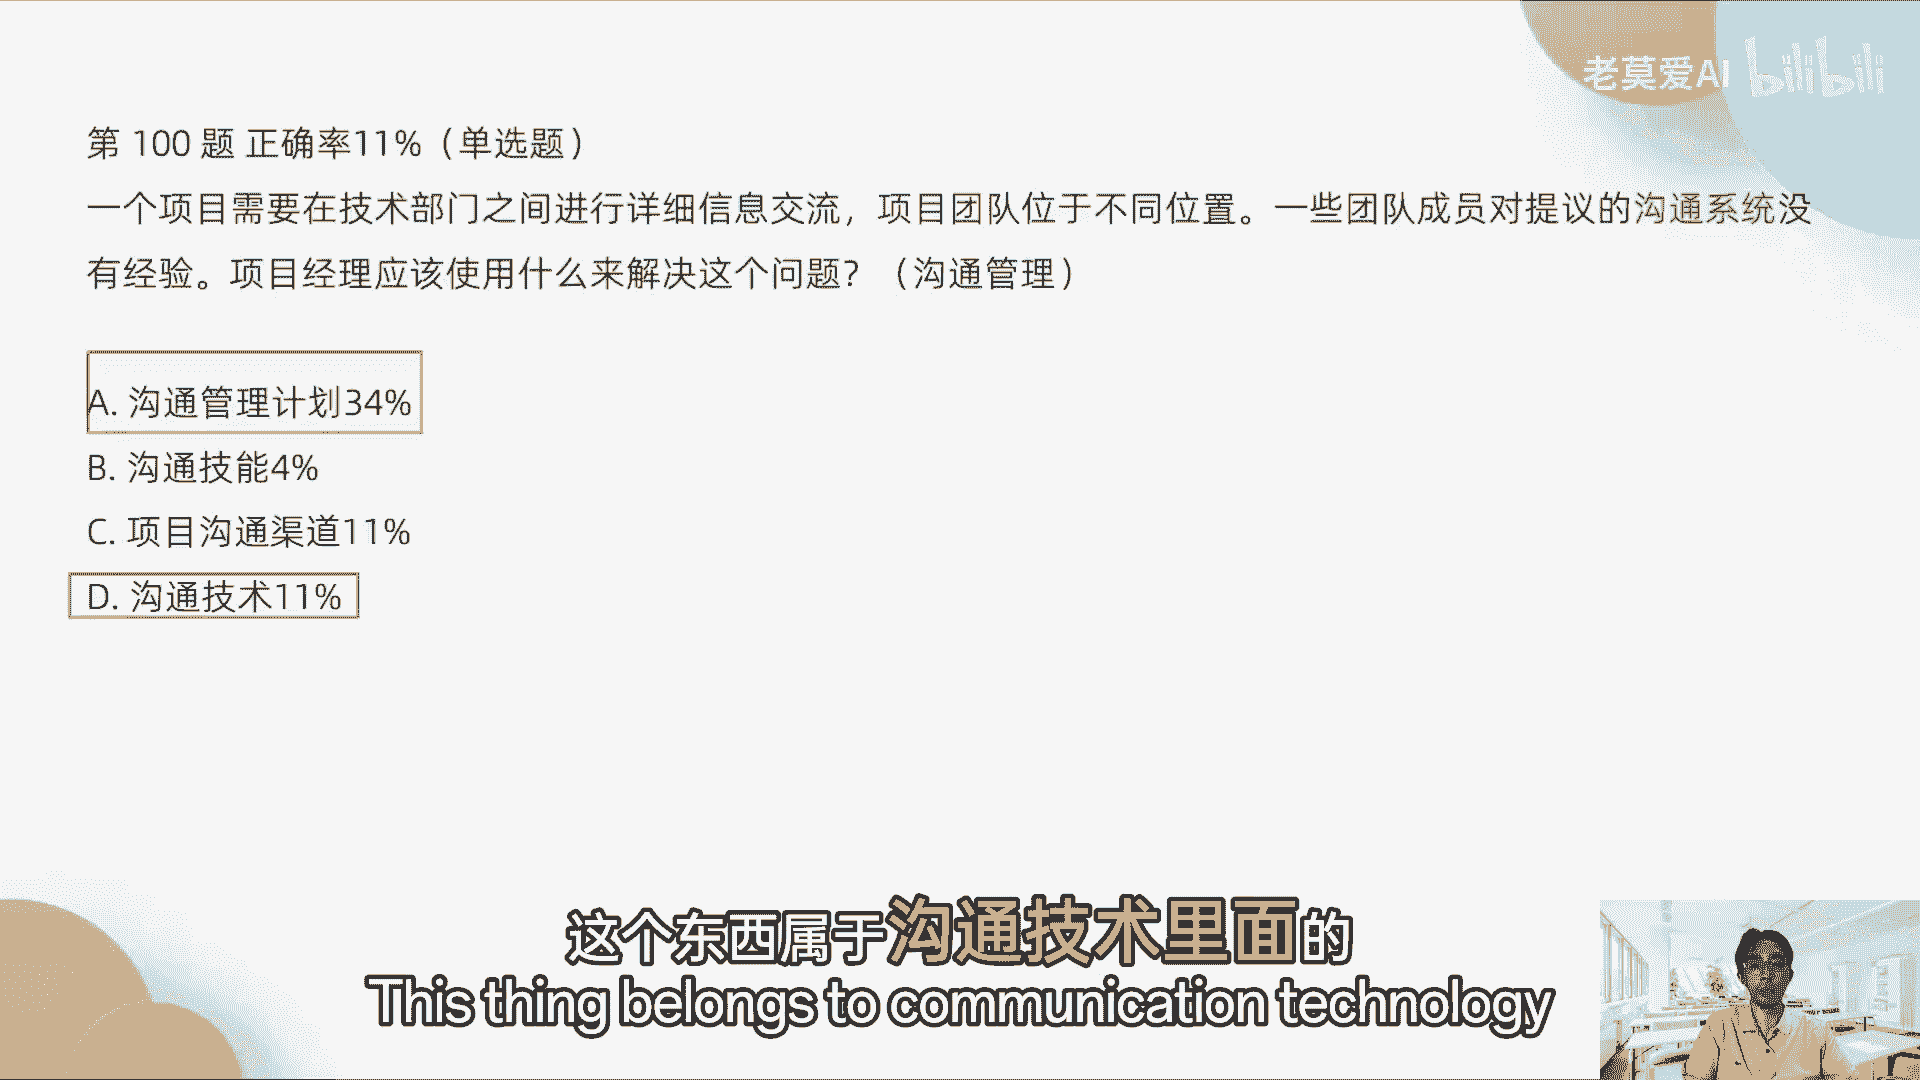 老莫爱AI bilibili
第 100 题 正确率11%（单选题）
一个项目需要在技术部门之间进行详细信息交流，项目团队位于不同位置。一些团队成员对提议的沟通系统没
有经验。项目经理应该使用什么来解决这个问题？（沟通管理）
A. 沟通管理计划34%
B. 沟通技能4%
C. 项目沟通渠道11%
D. 沟通技术11%
这个东西属于沟通技术里面的
This thing belongs to communication technology